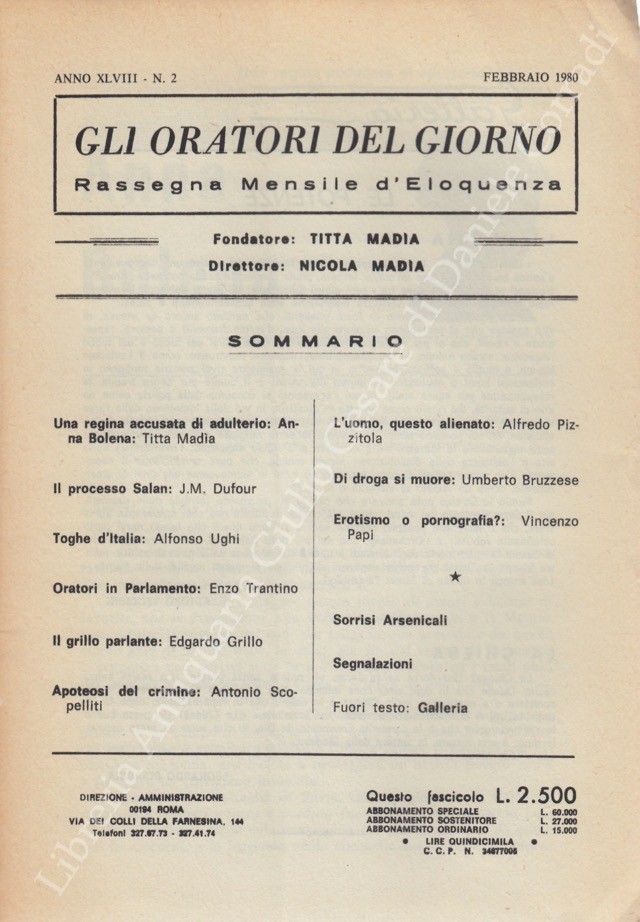 ANNO XLVIII - N. 2
FEBBRAIO 1980
GLI ORATORI DEL GIORNO
Rassegna Mensile d'Eloquenza
Fondatore: TITTA MADIA
Direttore: NICOLA MADIA
SOMMARIO
Una regina accusata di adulterio: An-
na Bolena: Titta Madìa
Il processo Salan: J.M. Dufour
Toghe d'Italia: Alfonso Ughi
Oratori in Parlamento: Enzo Trantino
Il grillo parlante: Edgardo Grillo
Apoteosi del crimine: Antonio Sco-
pelliti
L'uomo, questo alienato: Alfredo Piz-
zitola
Di droga si muore: Umberto Bruzzese
Erotismo o pornografia?: Vincenzo
Papi
Sorrisi Arsenicali
Segnalazioni
Fuori testo: Galleria
DIREZIONE - AMMINISTRAZIONE
00194 ROMA
VIA DEI COLLI DELLA FARNESINA, 144
Telefoni 327.67.73 - 327.41.74
Questo fascicolo L. 2.500
ABBONAMENTO SPECIALE L. 60.000
ABBONAMENTO SOSTENITORE L. 27.000
ABBONAMENTO ORDINARIO L. 15.000
• LIRE QUINDICIMILA •
C. C. P. N. 34677005
Libreria Antiquaria Giulio Cesare di Daniele Corradi